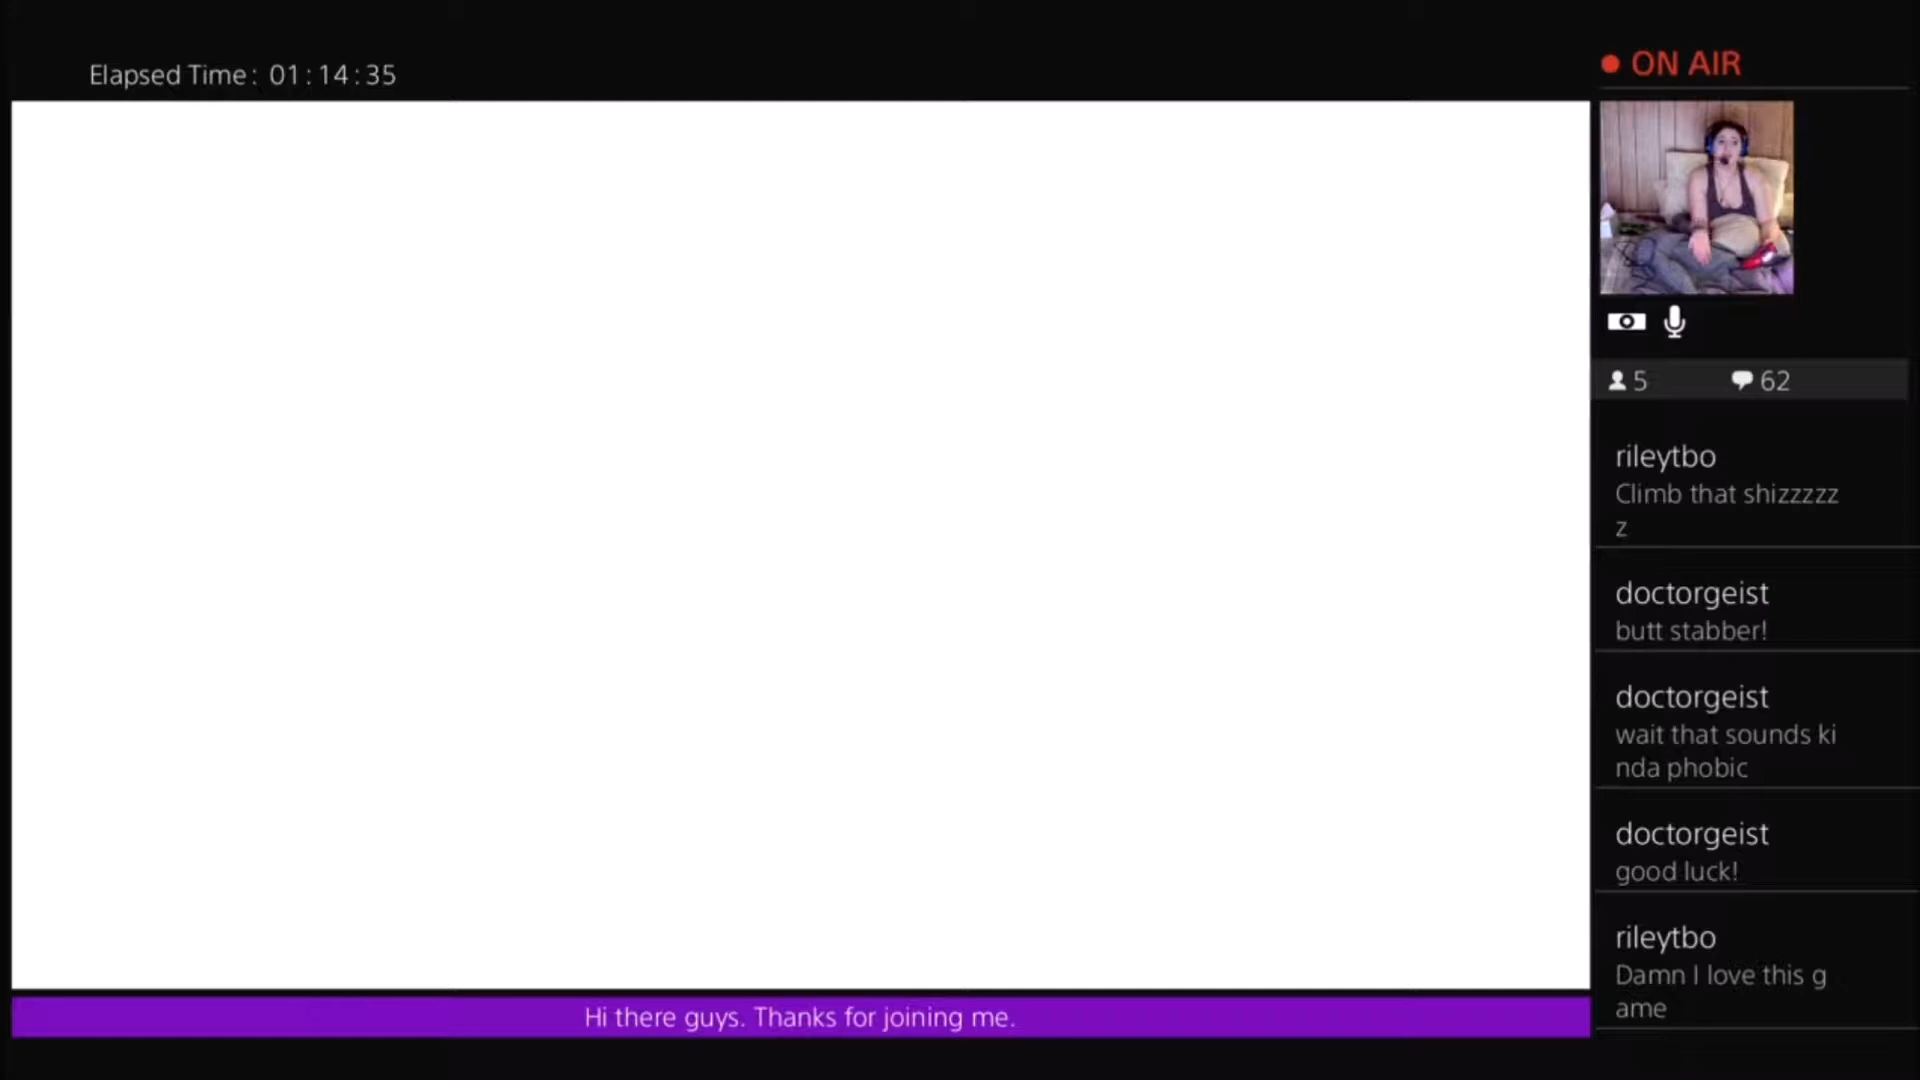 Elapsed Time: 01:14:35
ON AIR
5
62
rileytbo
Climb that shizzzzz
z
doctorgeist
butt stabber!
doctorgeist
wait that sounds ki
nda phobic
doctorgeist
good luck!
rileytbo
Damn I love this g
ame
Hi there guys. Thanks for joining me.